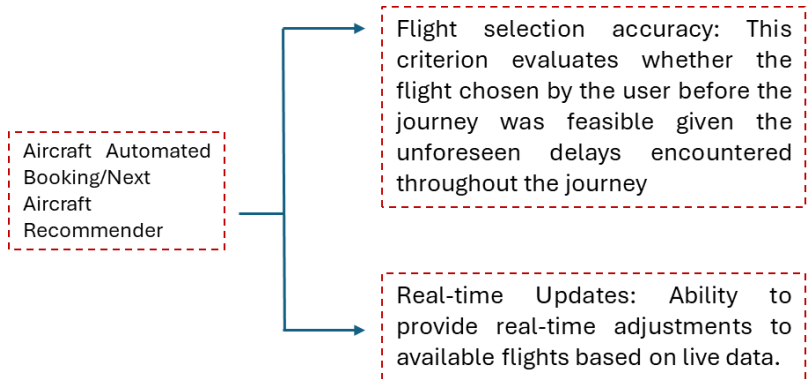 Aircraft Automated
Booking/Next
Aircraft
Recommender
Flight selection accuracy: This
criterion evaluates whether the
flight chosen by the user before the
journey was feasible given the
unforeseen delays encountered
throughout the journey
Real-time Updates: Ability to
provide real-time adjustments to
available flights based on live data.